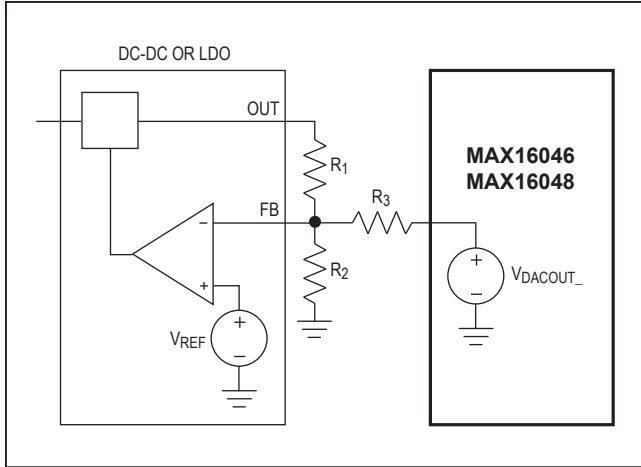 DC-DC OR LDO
OUT
R1
MAX16046
MAX16048
R3
FB
−
R2
+
VREF
+
−
+
−
VDACOUT_